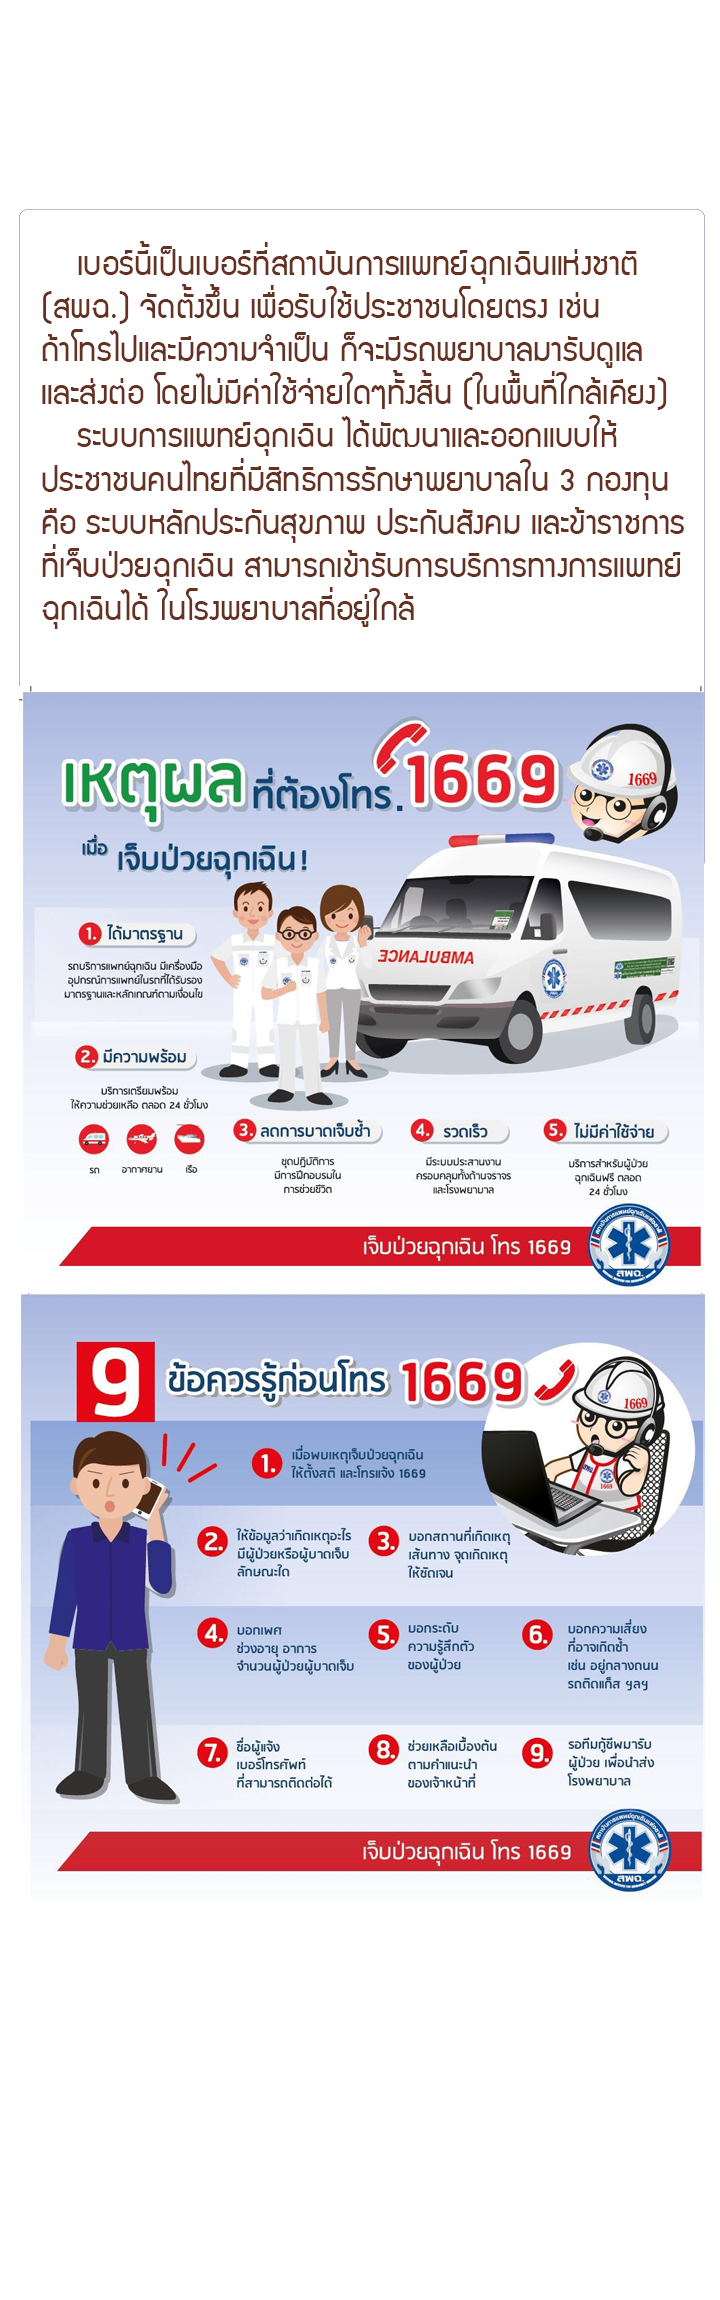 เบอร์นี้เป็นเบอร์ที่สถาบันการแพทย์ฉุกเฉินแห่งชาติ
(สพฉ.) จัดตั้งขึ้น เพื่อรับใช้ประชาชนโดยตรง เช่น
ถ้าโทรไปและมีความจำเป็น ก็จะมีรถพยาบาลมารับดูแล
และส่งต่อ โดยไม่มีค่าใช้จ่ายใดๆทั้งสิ้น (ในพื้นที่ใกล้เคียง)
ระบบการแพทย์ฉุกเฉิน ได้พัฒนาและออกแบบให้
ประชาชนคนไทยที่มีสิทธิการรักษาพยาบาลใน 3 กองทุน
คือ ระบบหลักประกันสุขภาพ ประกันสังคม และข้าราชการ
ที่เจ็บป่วยฉุกเฉิน สามารถเข้ารับการบริการทางการแพทย์
ฉุกเฉินได้ ในโรงพยาบาลที่อยู่ใกล้
เหตุผล ที่ต้องโทร. 1669
1669
เมื่อ เจ็บป่วยฉุกเฉิน!
1. ได้มาตรฐาน
รถบริการแพทย์ฉุกเฉิน มีเครื่องมือ
อุปกรณ์การแพทย์ในรถที่ได้รับรอง
มาตรฐานและหลักเกณฑ์ตามเงื่อนไข
AMBULANCE
2. มีความพร้อม
บริการเตรียมพร้อม
ให้ความช่วยเหลือ ตลอด 24 ชั่วโมง
รถ อากาศยาน เรือ
3. ลดการบาดเจ็บซ้ำ
ชุดปฏิบัติการ
มีการฝึกอบรมใน
การช่วยชีวิต
4. รวดเร็ว
มีระบบประสานงาน
ครอบคลุมทั้งด้านจราจร
และโรงพยาบาล
5. ไม่มีค่าใช้จ่าย
บริการสำหรับผู้ป่วย
ฉุกเฉินฟรี ตลอด
24 ชั่วโมง
เจ็บป่วยฉุกเฉิน โทร 1669
สถาบันการแพทย์ฉุกเฉินแห่งชาติ
สพฉ.
9 ข้อควรรู้ก่อนโทร 1669
1669
1669
1. เมื่อพบเหตุเจ็บป่วยฉุกเฉิน
ให้ตั้งสติ และโทรแจ้ง 1669
2. ให้ข้อมูลว่าเกิดเหตุอะไร
มีผู้ป่วยหรือผู้บาดเจ็บ
ลักษณะใด
3. บอกสถานที่เกิดเหตุ
เส้นทาง จุดเกิดเหตุ
ให้ชัดเจน
4. บอกเพศ
ช่วงอายุ อาการ
จำนวนผู้ป่วยผู้บาดเจ็บ
5. บอกระดับ
ความรู้สึกตัว
ของผู้ป่วย
6. บอกความเสี่ยง
ที่อาจเกิดซ้ำ
เช่น อยู่กลางถนน
รถติดแก็ส ฯลฯ
7. ชื่อผู้แจ้ง
เบอร์โทรศัพท์
ที่สามารถติดต่อได้
8. ช่วยเหลือเบื้องต้น
ตามคำแนะนำ
ของเจ้าหน้าที่
9. รอทีมกู้ชีพมารับ
ผู้ป่วย เพื่อนำส่ง
โรงพยาบาล
เจ็บป่วยฉุกเฉิน โทร 1669
สถาบันการแพทย์ฉุกเฉินแห่งชาติ
สพฉ.